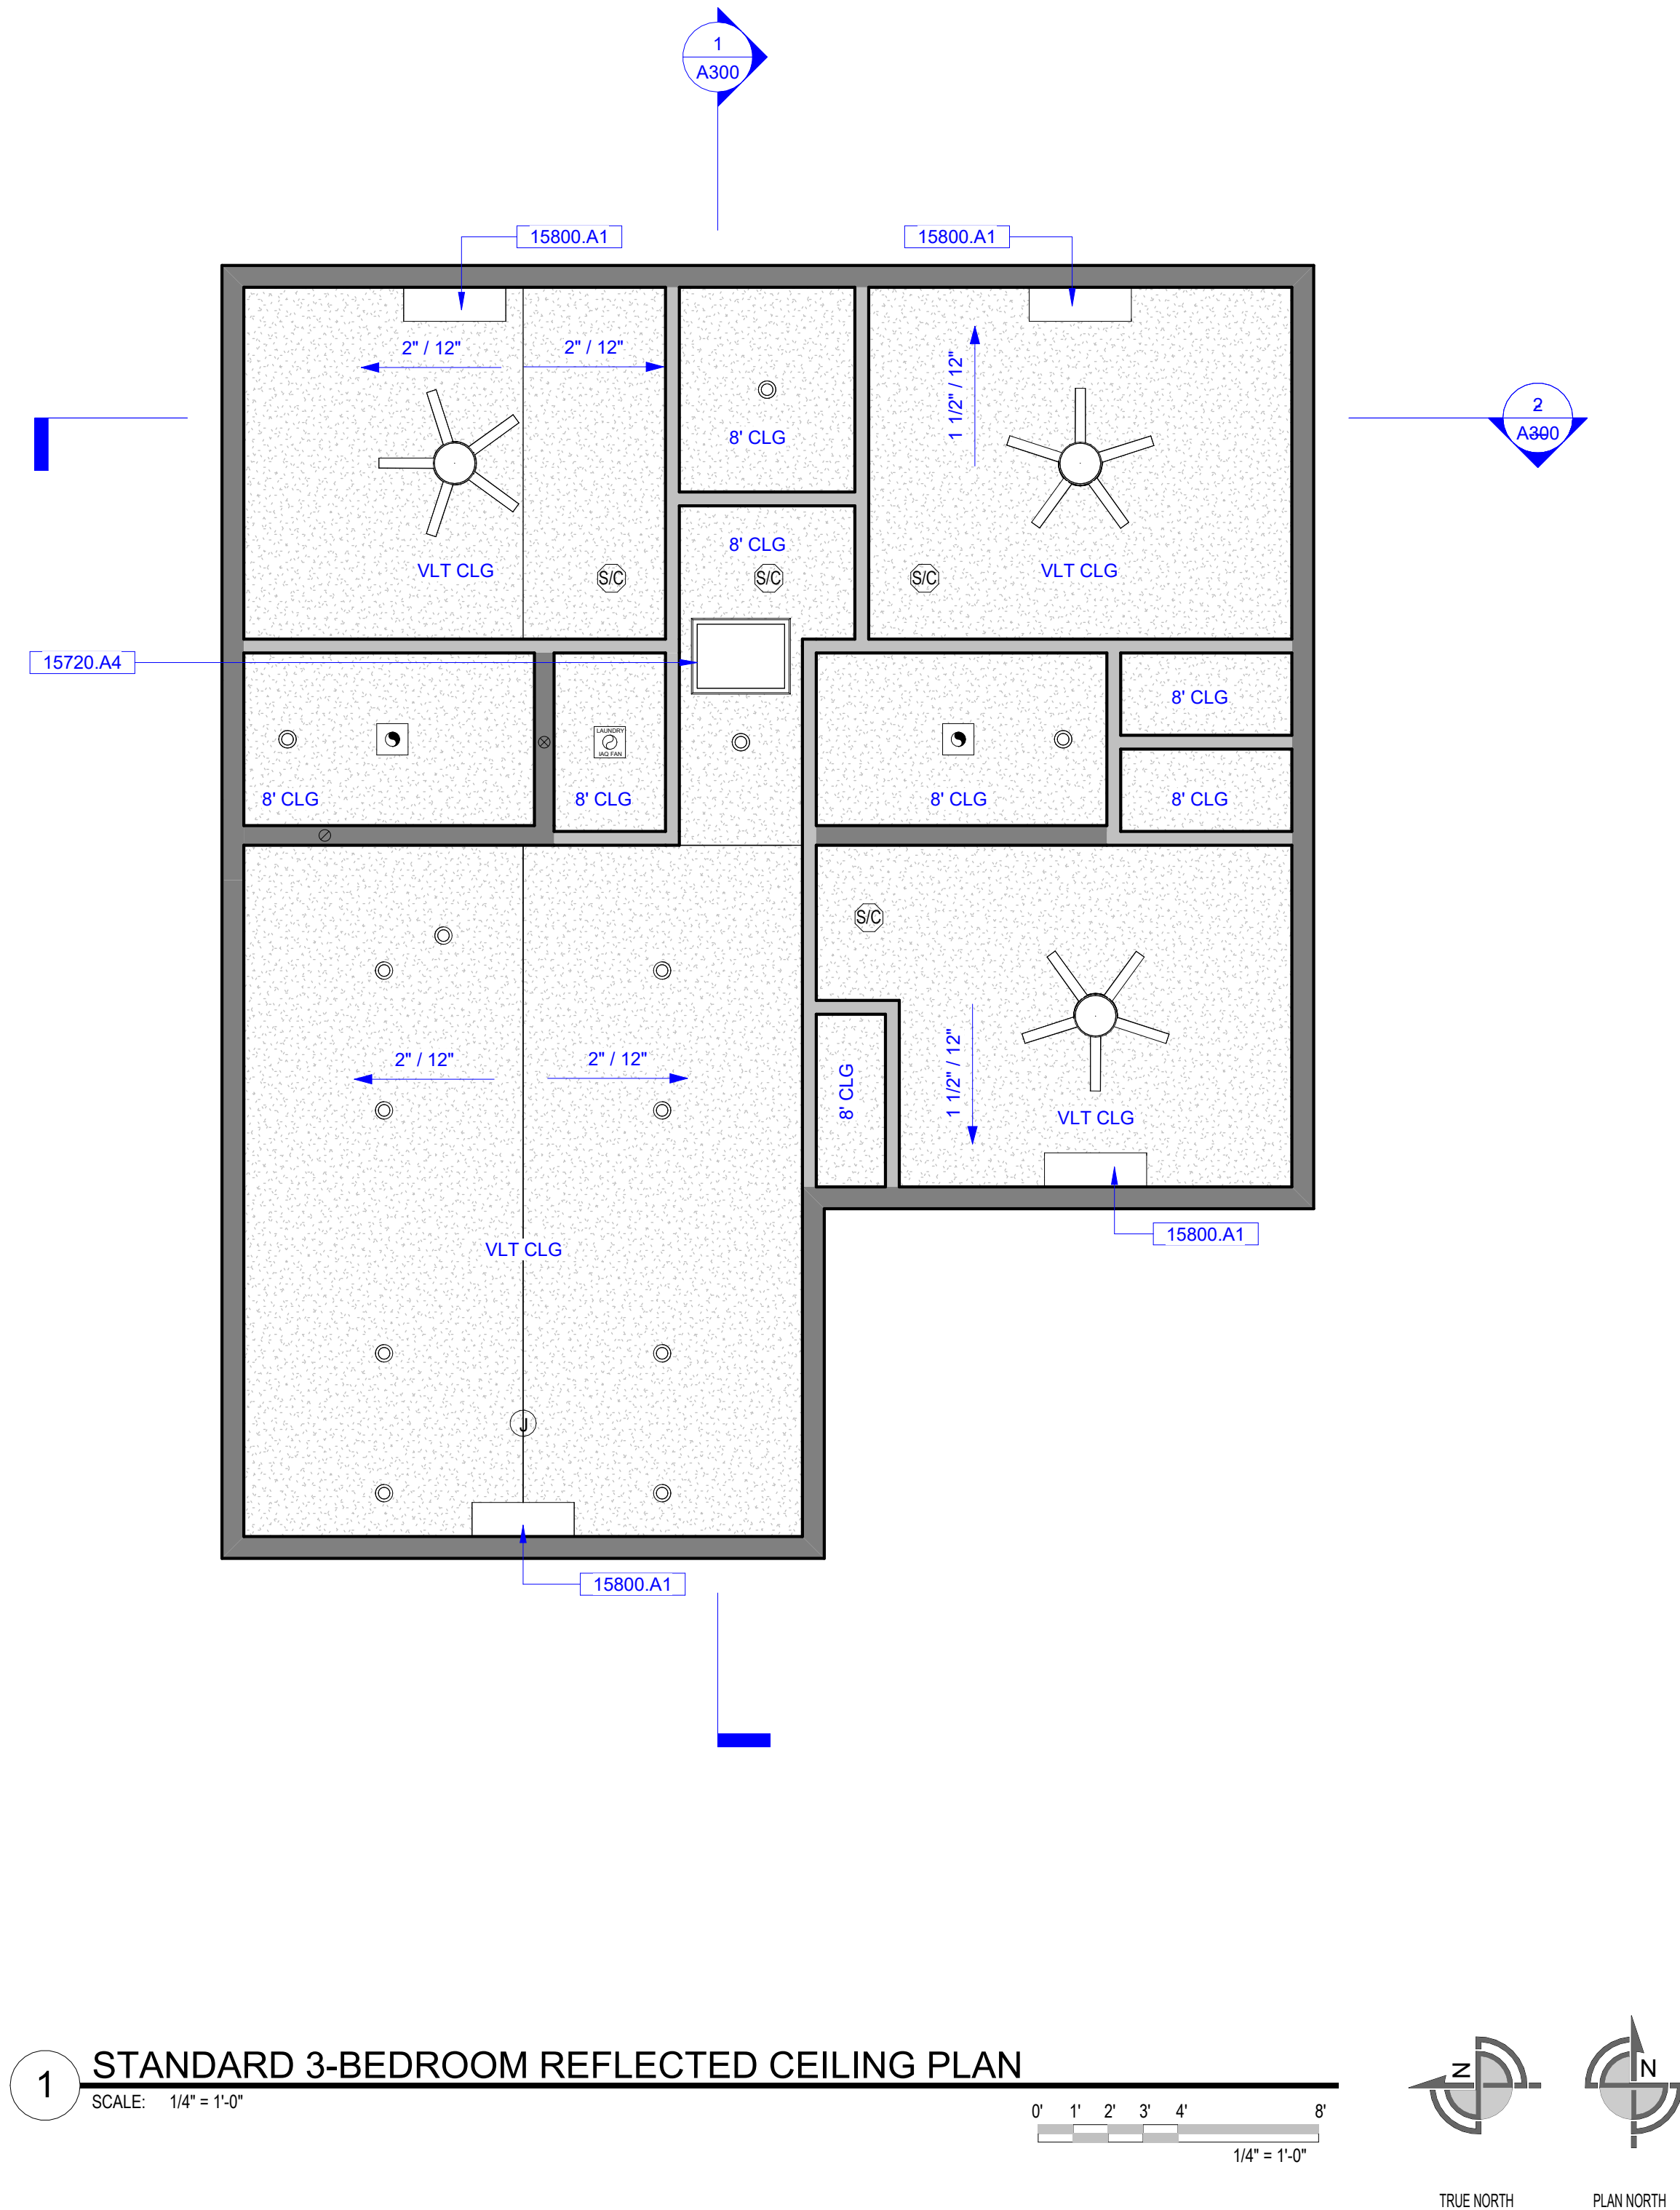 1
A300
15800.A1
15800.A1
2" / 12"
2" / 12"
1 1/2" / 12"
2
A300
8' CLG
8' CLG
VLT CLG
S/C
S/C
S/C
VLT CLG
15720.A4
8' CLG
LAUNDRY
IAQ FAN
8' CLG
8' CLG
8' CLG
8' CLG
S/C
2" / 12"
2" / 12"
8' CLG
1 1/2" / 12"
VLT CLG
15800.A1
VLT CLG
J
15800.A1
1
STANDARD 3-BEDROOM REFLECTED CEILING PLAN
SCALE: 1/4" = 1'-0"
0' 1' 2' 3' 4' 8'
1/4" = 1'-0"
N
N
TRUE NORTH
PLAN NORTH